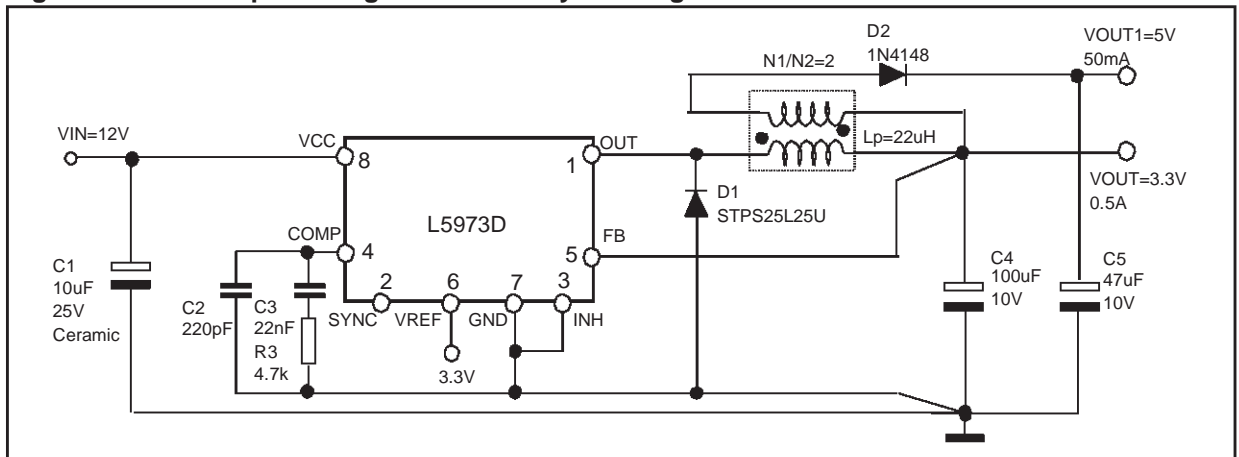 D2
1N4148
VOUT1=5V
50mA
N1/N2=2
VIN=12V
VCC
8
OUT
1
Lp=22uH
VOUT=3.3V
0.5A
D1
STPS25L25U
L5973D
COMP
4
FB
5
C1
10uF
25V
Ceramic
C2
220pF
C3
22nF
R3
4.7k
2
SYNC
6
VREF
7
GND
3
INH
3.3V
C4
100uF
10V
C5
47uF
10V